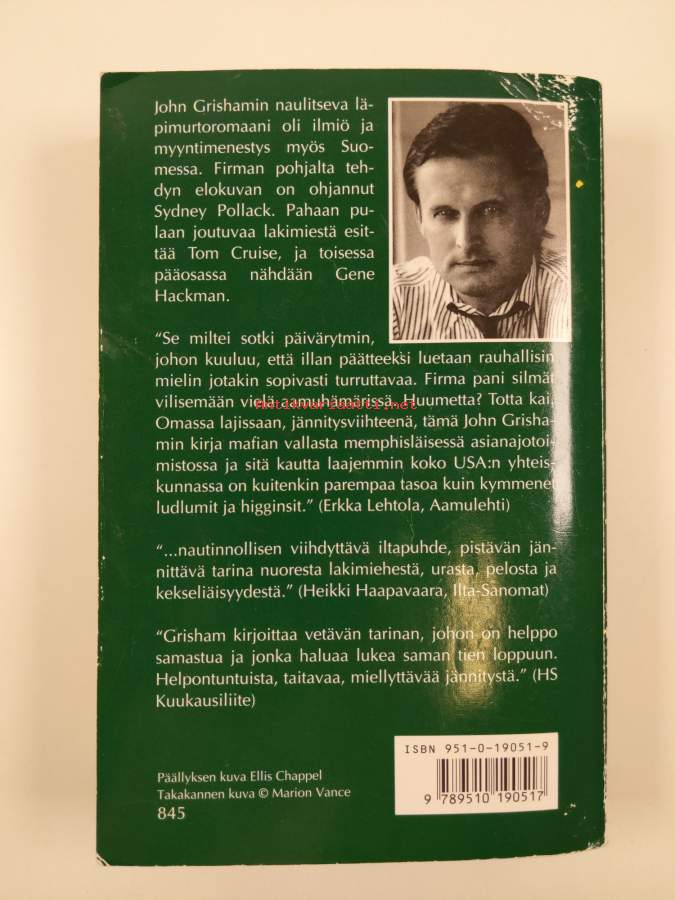 John Grishamin naulitseva lä-
pimurtoromaani oli ilmiö ja
myyntimenestys myös Suo-
messa. Firman pohjalta teh-
dyn elokuvan on ohjannut
Sydney Pollack. Pahaan pu-
laan joutuvaa lakimiestä esit-
tää Tom Cruise, ja toisessa
pääosassa nähdään Gene
Hackman.
“Se miltei sotki päivärytmin,
johon kuuluu, että illan päätteeksi luetaan rauhallisin
mielin jotakin sopivasti turruttavaa. Firma pani silmät
vilisemään vielä aamuhämärissä. Huumetta? Totta kai.
Antikvariaatti.net
Omassa lajissaan, jännitysviihteenä, tämä John Grisha-
min kirja mafian vallasta memphisläisessä asianajotoi-
mistossa ja sitä kautta laajemmin koko USA:n yhteis-
kunnassa on kuitenkin parempaa tasoa kuin kymmenet
ludlumit ja higginsit.” (Erkka Lehtola, Aamulehti)
“...nautinnollisen viihdyttävä iltapuhde, pistävän jän-
nittävä tarina nuoresta lakimiehestä, urasta, pelosta ja
kekseliäisyydestä.” (Heikki Haapavaara, Ilta-Sanomat)
“Grisham kirjoittaa vetävän tarinan, johon on helppo
samastua ja jonka haluaa lukea saman tien loppuun.
Helpontuntuista, taitavaa, miellyttävää jännitystä.” (HS
Kuukausiliite)
ISBN 951-0-19051-9
9 789510 190517
Päällyksen kuva Ellis Chappel
Takakannen kuva © Marion Vance
845